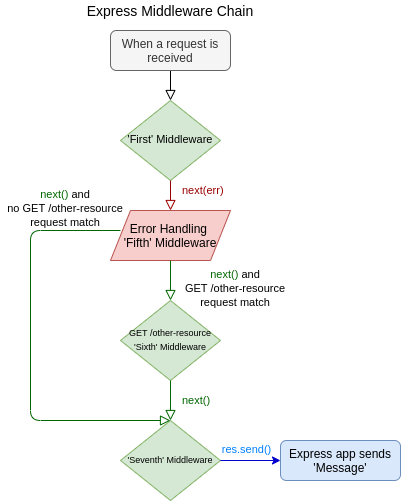 Express Middleware Chain
When a request is
received
'First' Middleware
next(err)
next() and
no GET /other-resource
request match
Error Handling
'Fifth' Middleware
next() and
GET /other-resource
request match
GET /other-resource
'Sixth' Middleware
next()
'Seventh' Middleware
res.send()
Express app sends
'Message'